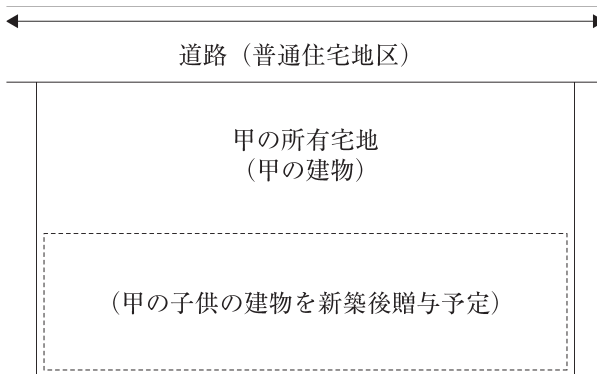 道路（普通住宅地区）
甲の所有宅地
（甲の建物）
（甲の子供の建物を新築後贈与予定）